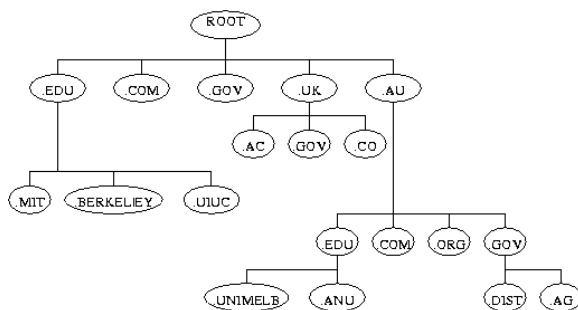 ROOT
.EDU .COM .GOV .UK .AU
.AC .GOV .CO
.MIT .BERKELIEY .UIUC
.EDU .COM .ORG .GOV
.UNIMELB .ANU .DIST .AG